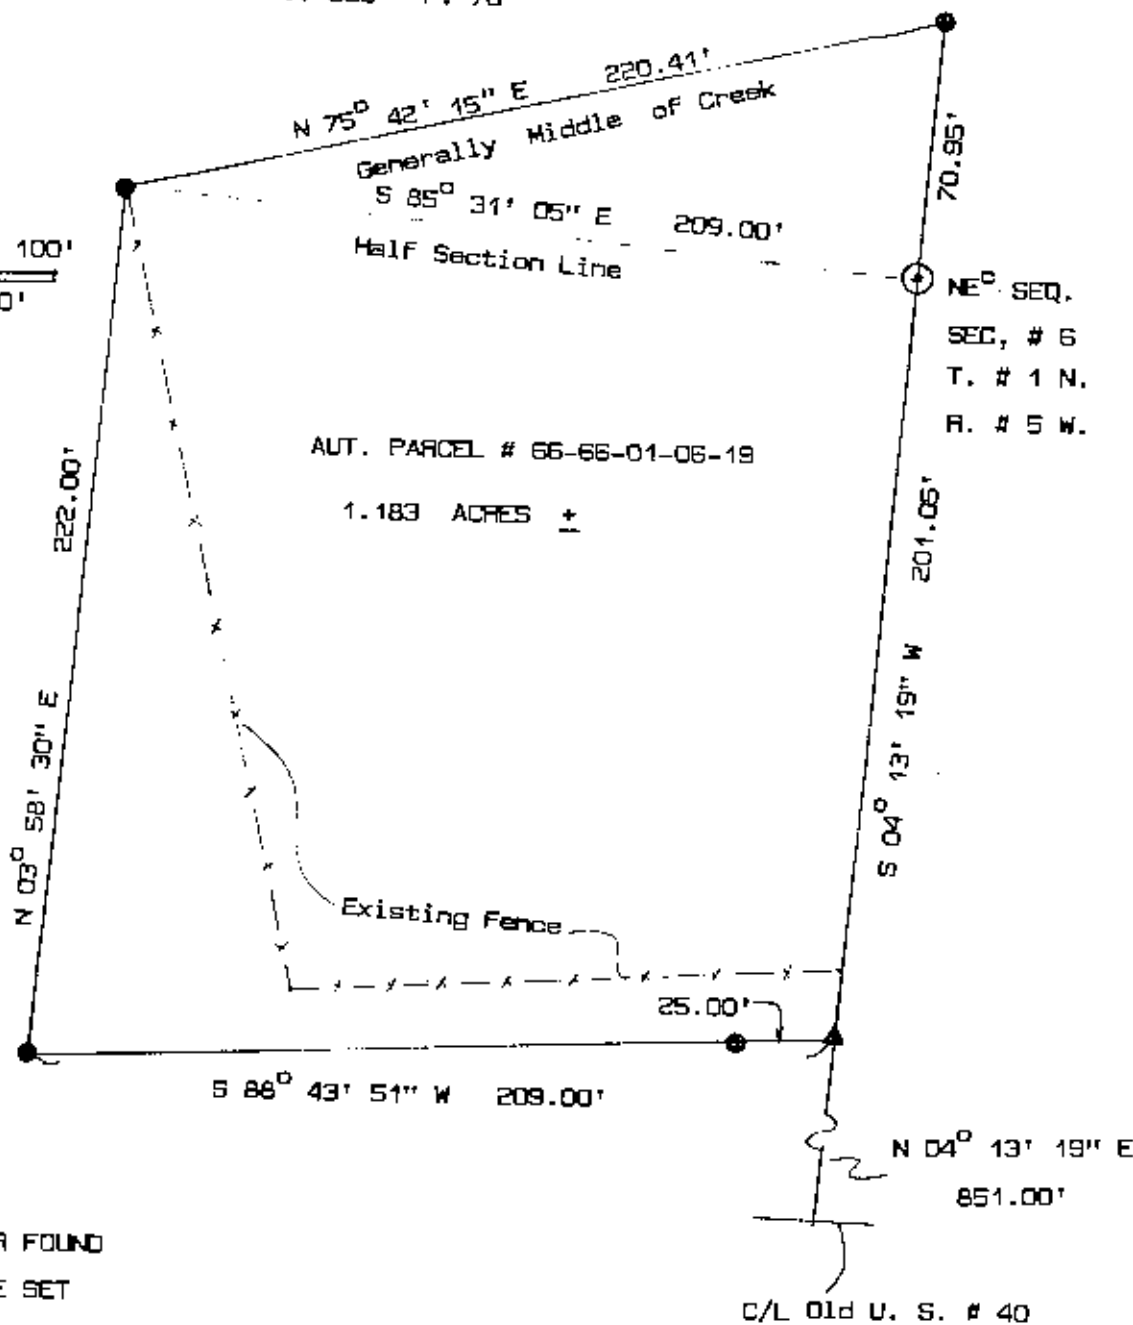 N 75° 42' 15" E 220.41'
Generally Middle of Creek
S 85° 31' 05" E 209.00'
Half Section Line
70.95'
100'
0'
NE© SEQ.
SEC, # 6
T. # 1 N.
R. # 5 W.
AUT. PARCEL # 66-66-01-06-19
1.183 ACRES ±
222.00'
N 03° 58' 30" E
201.05'
S 04° 13' 19" W
Existing Fence
25.00'
S 88° 43' 51" W 209.00'
N 04° 13' 19" E
851.00'
R FOUND
E SET
C/L Old U. S. # 40